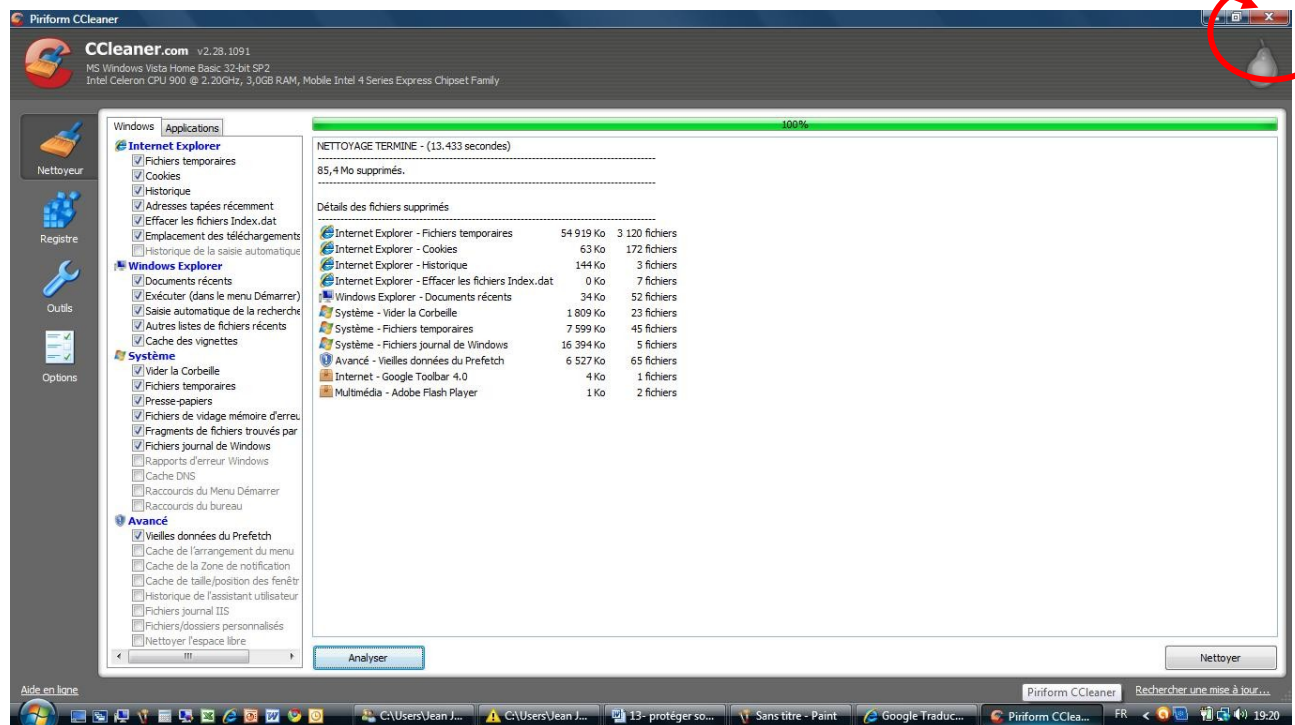 Piriform CCleaner
CCleaner.com v2.28.1091
MS Windows Vista Home Basic 32-bit SP2
Intel Celeron CPU 900 @ 2.20GHz, 3,0GB RAM, Mobile Intel 4 Series Express Chipset Family
Nettoyeur
Registre
Outils
Options
Windows Applications
Internet Explorer
Fichiers temporaires
Cookies
Historique
Adresses tapées récemment
Effacer les fichiers Index.dat
Emplacement des téléchargements
Historique de la saisie automatique
Windows Explorer
Documents récents
Exécuter (dans le menu Démarrer)
Saisie automatique de la recherche
Autres listes de fichiers récents
Cache des vignettes
Système
Vider la Corbeille
Fichiers temporaires
Presse-papiers
Fichiers de vidage mémoire d'erreu
Fragments de fichiers trouvés par
Fichiers journal de Windows
Rapports d'erreur Windows
Cache DNS
Raccourcis du Menu Démarrer
Raccourcis du bureau
Avancé
Vieilles données du Prefetch
Cache de l'arrangement du menu
Cache de la Zone de notification
Cache de taille/position des fenêtr
Historique de l'assistant utilisateur
Fichiers journal IIS
Fichiers/dossiers personnalisés
Nettoyer l'espace libre
100%
NETTOYAGE TERMINE - (13.433 secondes)
85,4 Mo supprimés.
Détails des fichiers supprimés
Internet Explorer - Fichiers temporaires 54 919 Ko 3 120 fichiers
Internet Explorer - Cookies 63 Ko 172 fichiers
Internet Explorer - Historique 144 Ko 3 fichiers
Internet Explorer - Effacer les fichiers Index.dat 0 Ko 7 fichiers
Windows Explorer - Documents récents 34 Ko 52 fichiers
Système - Vider la Corbeille 1 809 Ko 23 fichiers
Système - Fichiers temporaires 7 599 Ko 45 fichiers
Système - Fichiers journal de Windows 16 394 Ko 5 fichiers
Avancé - Vieilles données du Prefetch 6 527 Ko 65 fichiers
Internet - Google Toolbar 4.0 4 Ko 1 fichiers
Multimédia - Adobe Flash Player 1 Ko 2 fichiers
Analyser Nettoyer
Aide en ligne Piriform CCleaner Rechercher une mise à jour...
C:\Users\Jean J... C:\Users\Jean J... 13- protéger so... Sans titre - Paint Google Traduc... Piriform CClea... FR 19:20